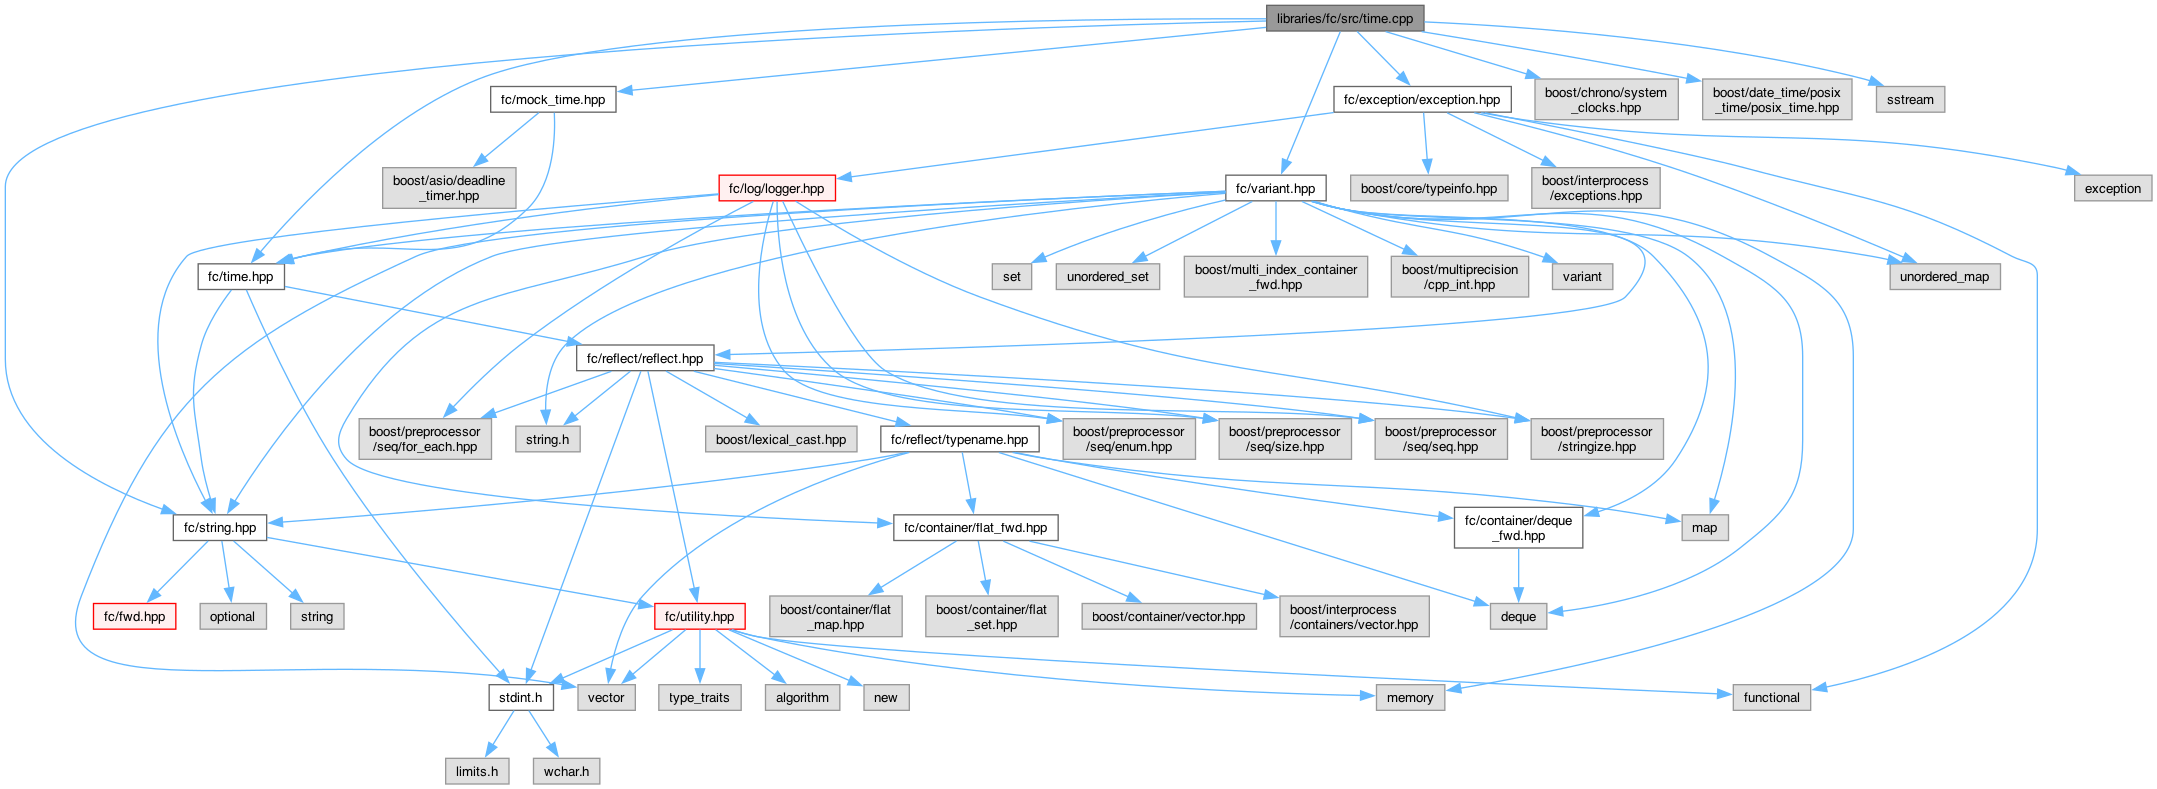 libraries/fc/src/time.cpp
fc/mock_time.hpp
fc/exception/exception.hpp
boost/chrono/system
_clocks.hpp
boost/date_time/posix
_time/posix_time.hpp
sstream
boost/asio/deadline
_timer.hpp
fc/log/logger.hpp
fc/variant.hpp
boost/core/typeinfo.hpp
boost/interprocess
/exceptions.hpp
exception
fc/time.hpp
set
unordered_set
boost/multi_index_container
_fwd.hpp
boost/multiprecision
/cpp_int.hpp
variant
unordered_map
fc/reflect/reflect.hpp
boost/preprocessor
/seq/for_each.hpp
string.h
boost/lexical_cast.hpp
fc/reflect/typename.hpp
boost/preprocessor
/seq/enum.hpp
boost/preprocessor
/seq/size.hpp
boost/preprocessor
/seq/seq.hpp
boost/preprocessor
/stringize.hpp
fc/string.hpp
fc/container/flat_fwd.hpp
fc/container/deque
_fwd.hpp
map
fc/fwd.hpp
optional
string
fc/utility.hpp
boost/container/flat
_map.hpp
boost/container/flat
_set.hpp
boost/container/vector.hpp
boost/interprocess
/containers/vector.hpp
deque
stdint.h
vector
type_traits
algorithm
new
memory
functional
limits.h
wchar.h